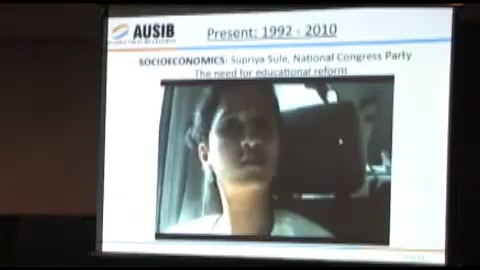 AUSIB
Present: 1992 - 2010
SOCIOECONOMICS: Supriya Sule, National Congress Party
The need for educational reform